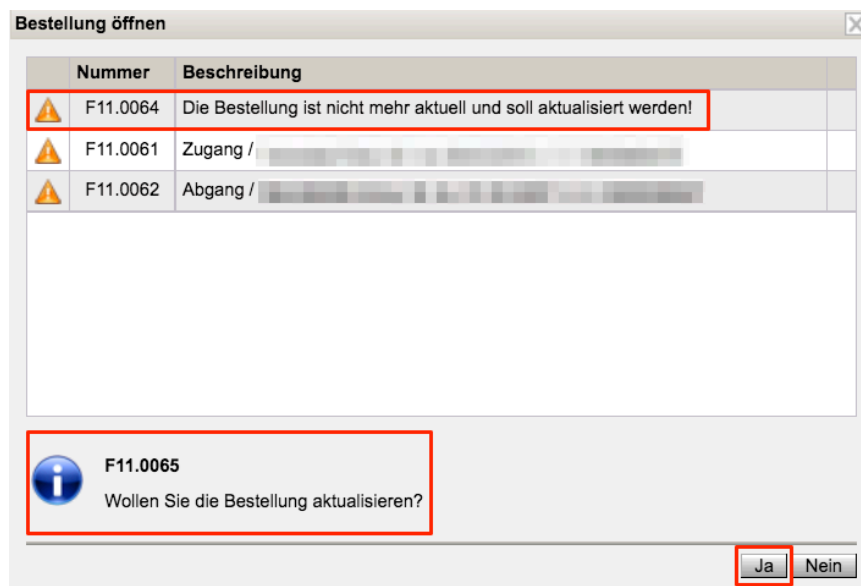 Bestellung öffnen
Nummer Beschreibung
F11.0064 Die Bestellung ist nicht mehr aktuell und soll aktualisiert werden!
F11.0061 Zugang /
F11.0062 Abgang /
F11.0065
Wollen Sie die Bestellung aktualisieren?
Ja Nein